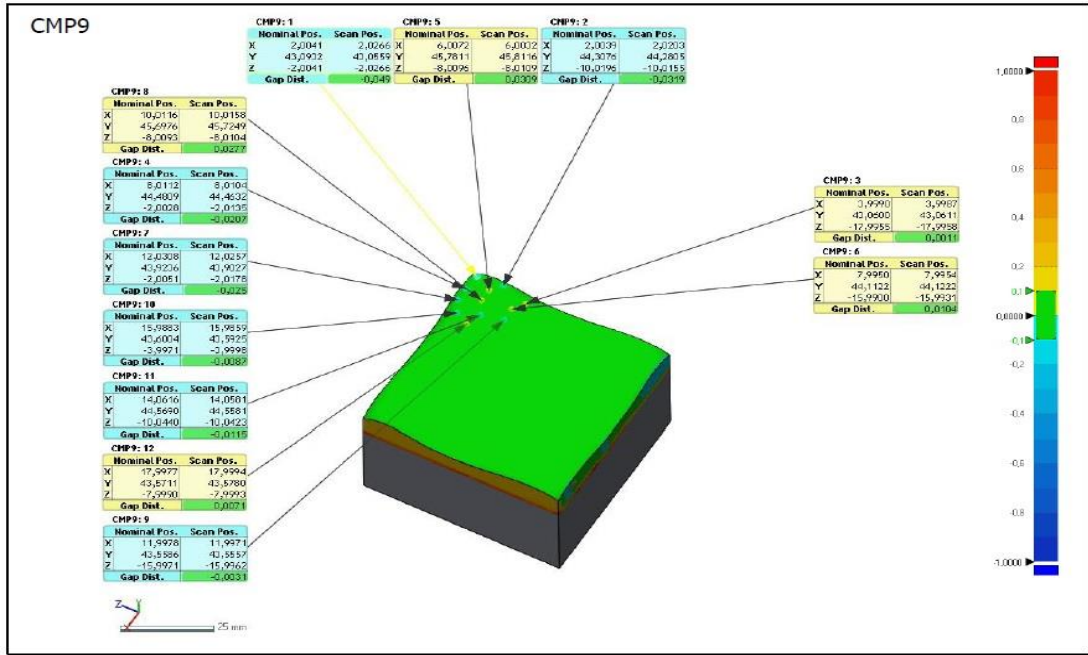 CMP9
CMP9: 1
Nominal Pos. Scan Pos.
X 2,0041 2,0266
Y 43,0902 43,0559
Z -2,0041 -2,0266
Gap Dist. -0,049
CMP9: 5
Nominal Pos. Scan Pos.
X 6,0072
Y 45,7811 45,8116
Z -8,0096 -8,0109
Gap Dist. 0,0309
CMP9: 2
Nominal Pos. Scan Pos.
X 2,0039 2,0203
Y 44,3076 44,2805
Z -10,0196 -10,0155
Gap Dist. -0,0319
CMP9: 8
Nominal Pos. Scan Pos.
X 10,0116 10,0158
Y 45,6976 45,7249
Z -8,0093 -8,0104
Gap Dist. 0,0277
CMP9: 4
Nominal Pos. Scan Pos.
X 8,0112 8,0104
Y 44,4809 44,4632
Z -2,0028 -2,0135
Gap Dist. -0,0207
CMP9: 7
Nominal Pos. Scan Pos.
X 12,0308 12,0257
Y 43,9236 43,9027
Z -2,0051 -2,0178
Gap Dist. -0,025
CMP9: 10
Nominal Pos. Scan Pos.
X 15,9883 15,9859
Y 43,6004 43,5925
Z -3,9971 -3,9998
Gap Dist. -0,0087
CMP9: 11
Nominal Pos. Scan Pos.
X 14,0616 14,0581
Y 44,5690 44,5581
Z -10,0440 -10,0423
Gap Dist. -0,0115
CMP9: 12
Nominal Pos. Scan Pos.
X 17,9977 17,9994
Y 43,5711 43,5780
Z -7,9950 -7,9593
Gap Dist. 0,0071
CMP9: 9
Nominal Pos. Scan Pos.
X 11,9978 11,9971
Y 43,5586 43,5557
Z -15,9971 -15,9962
Gap Dist. -0,0031
CMP9: 3
Nominal Pos. Scan Pos.
X 3,9990 3,9987
Y 43,0600 43,0611
Z -17,9955 -17,9958
Gap Dist. 0,0011
CMP9: 6
Nominal Pos. Scan Pos.
X 7,9950 7,9954
Y 44,1122 44,1222
Z -15,9930 -15,9931
Gap Dist. 0,0104
1,0000
0,8
0,6
0,4
0,2
0,1
0,0000
-0,1
-0,2
-0,4
-0,6
-0,8
-1,0000
Z Y
X
25 mm